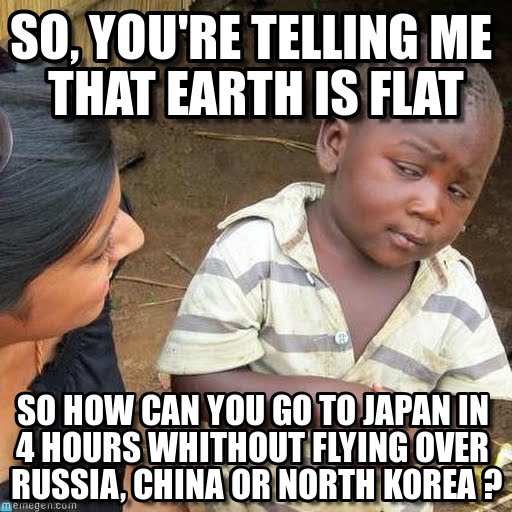 SO, YOU'RE TELLING ME
THAT EARTH IS FLAT
SO HOW CAN YOU GO TO JAPAN IN
4 HOURS WHITHOUT FLYING OVER
RUSSIA, CHINA OR NORTH KOREA ?
memegen.com